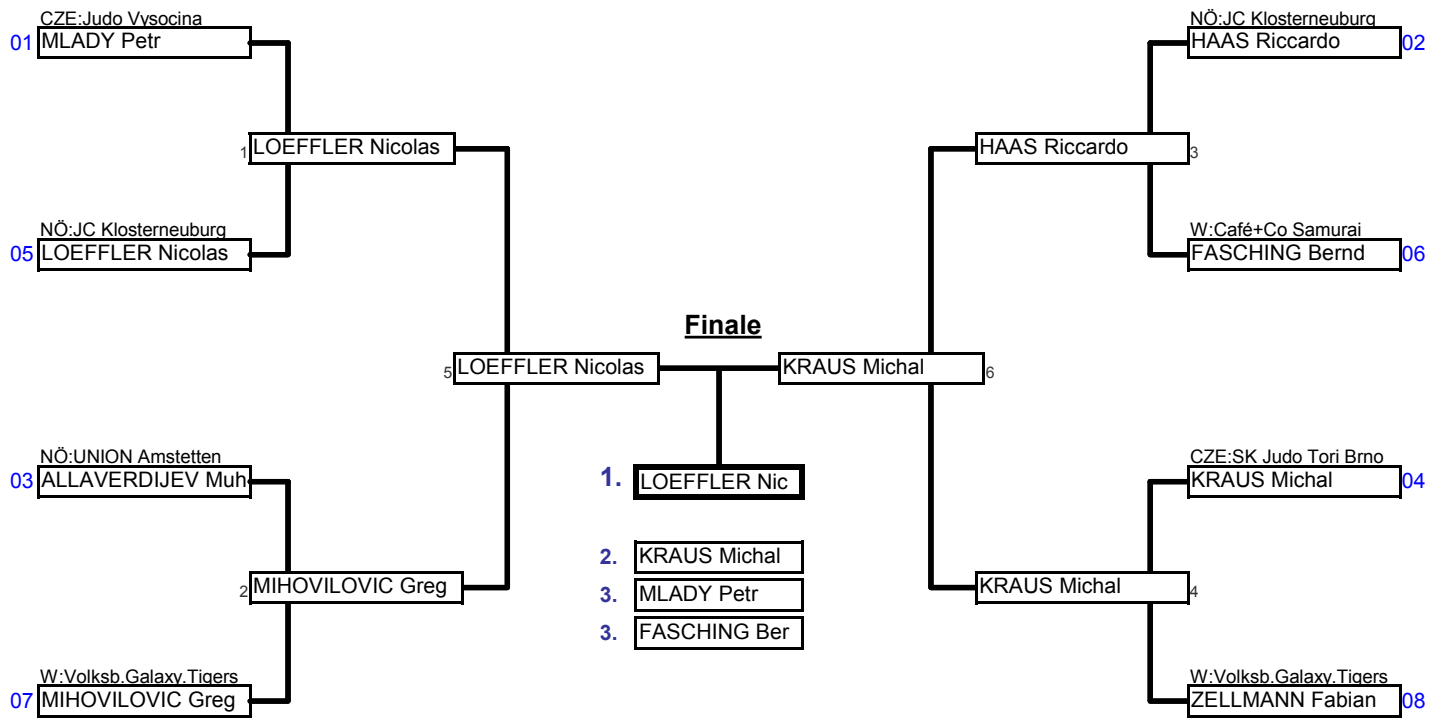 CZE:Judo Vysocina
01 MLADY Petr
NÖ:JC Klosterneuburg
HAAS Riccardo 02
1 LOEFFLER Nicolas
HAAS Riccardo 3
NÖ:JC Klosterneuburg
05 LOEFFLER Nicolas
W:Café+Co Samurai
FASCHING Bernd 06
Finale
5 LOEFFLER Nicolas
KRAUS Michal 6
NÖ:UNION Amstetten
03 ALLAVERDIJEV Muh
CZE:SK Judo Tori Brno
KRAUS Michal 04
1. LOEFFLER Nic
2. KRAUS Michal
3. MLADY Petr
3. FASCHING Ber
2 MIHOVILOVIC Greg
KRAUS Michal 4
W:Volksb.Galaxy.Tigers
07 MIHOVILOVIC Greg
W:Volksb.Galaxy.Tigers
ZELLMANN Fabian 08